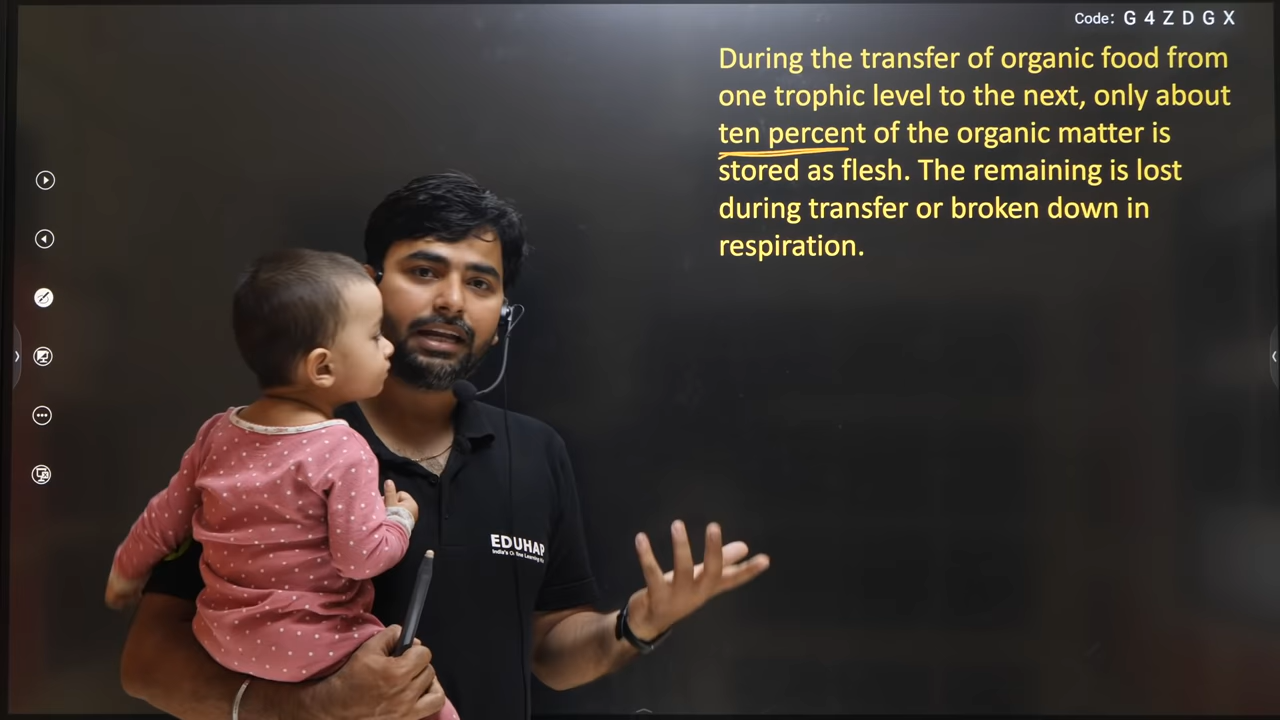 Code: G 4 Z D G X
During the transfer of organic food from
one trophic level to the next, only about
ten percent of the organic matter is
stored as flesh. The remaining is lost
during transfer or broken down in
respiration.
EDUHAP
India's